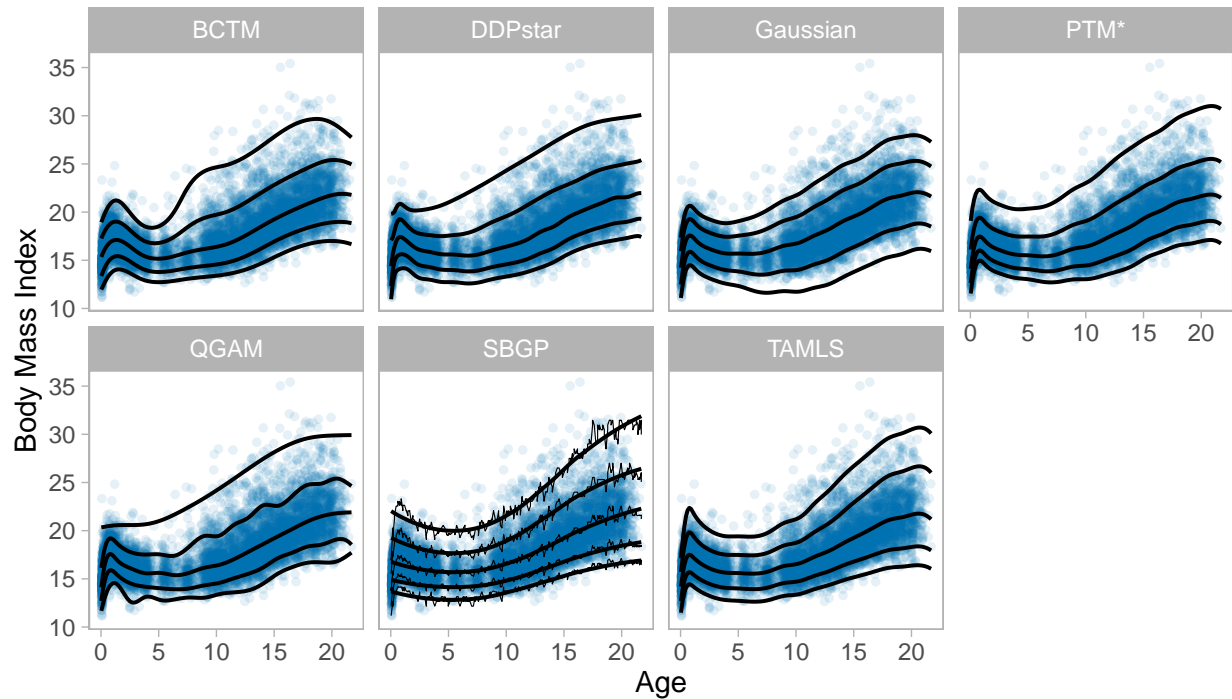 BCTM DDPstar Gaussian PTM*
35
30
25
20
15
10
0 5 10 15 20
QGAM SBGP TAMLS
35
30
25
20
15
10
0 5 10 15 20 0 5 10 15 20 0 5 10 15 20
Body Mass Index
Age